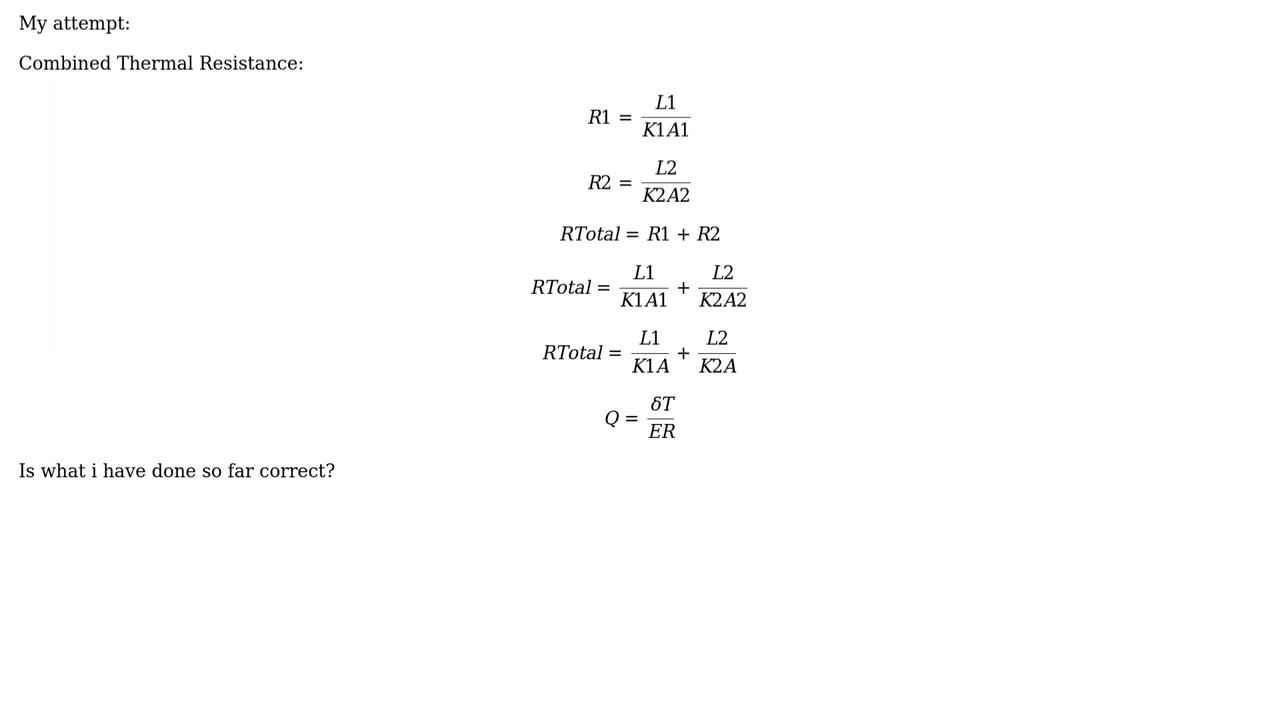 My attempt:
Combined Thermal Resistance:
R1 = L1/K1A1
R2 = L2/K2A2
RTotal = R1 + R2
RTotal = L1/K1A1 + L2/K2A2
RTotal = L1/K1A + L2/K2A
Q = δT/ER
Is what i have done so far correct?